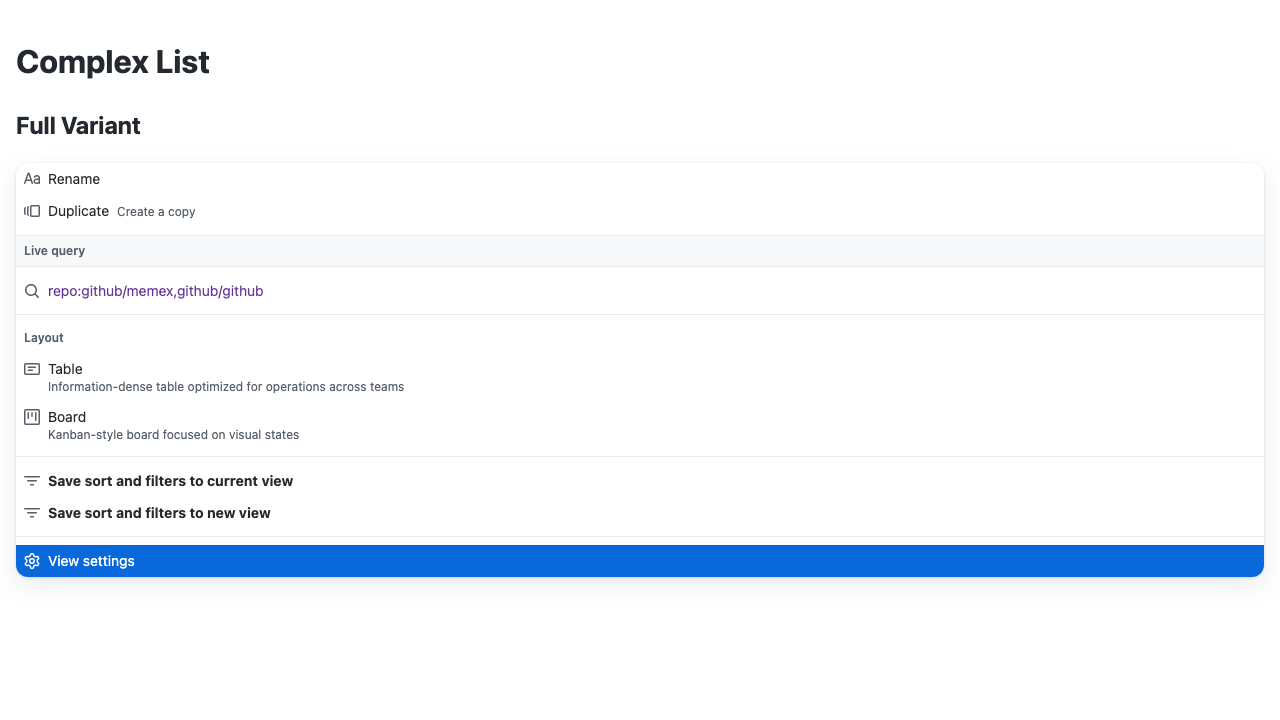 Complex List
Full Variant
Aa Rename
Duplicate Create a copy
Live query
repo:github/memex,github/github
Layout
Table
Information-dense table optimized for operations across teams
Board
Kanban-style board focused on visual states
Save sort and filters to current view
Save sort and filters to new view
View settings